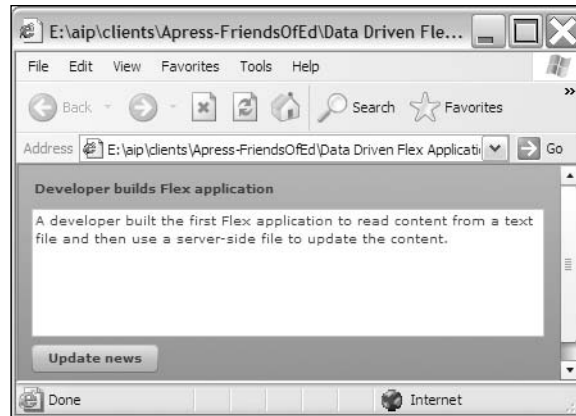 E:\aip\clients\Apress-FriendsOfEd\Data Driven Fle...
File Edit View Favorites Tools Help
Back Search Favorites »
Address E:\aip\clients\Apress-FriendsOfEd\Data Driven Flex Applicati Go
Developer builds Flex application
A developer built the first Flex application to read content from a text
file and then use a server-side file to update the content.
Update news
Done Internet